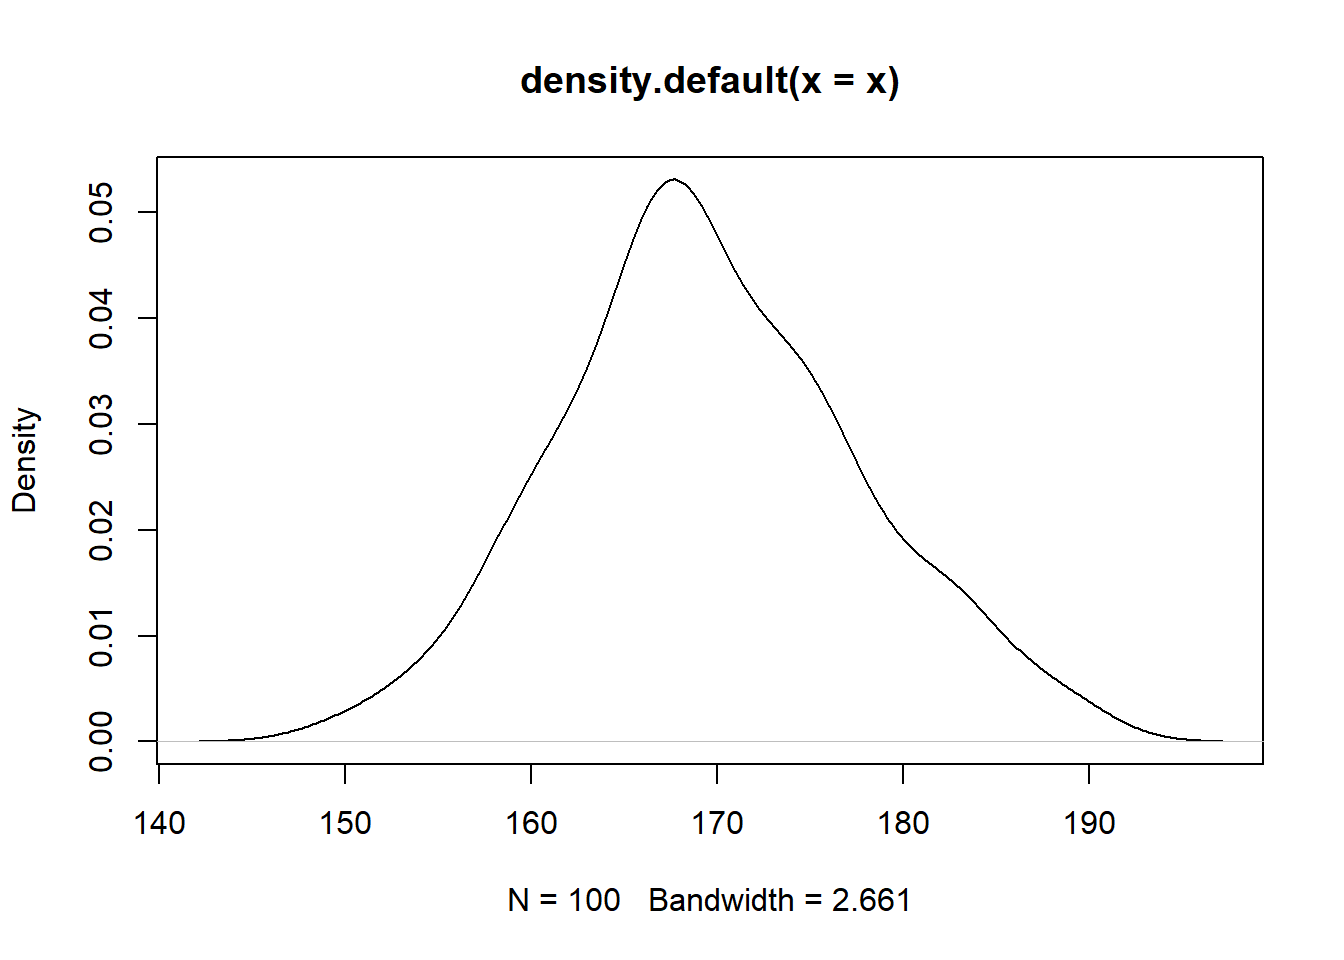 density.default(x = x)
Density
0.05
0.04
0.03
0.02
0.01
0.00
140 150 160 170 180 190
N = 100 Bandwidth = 2.661